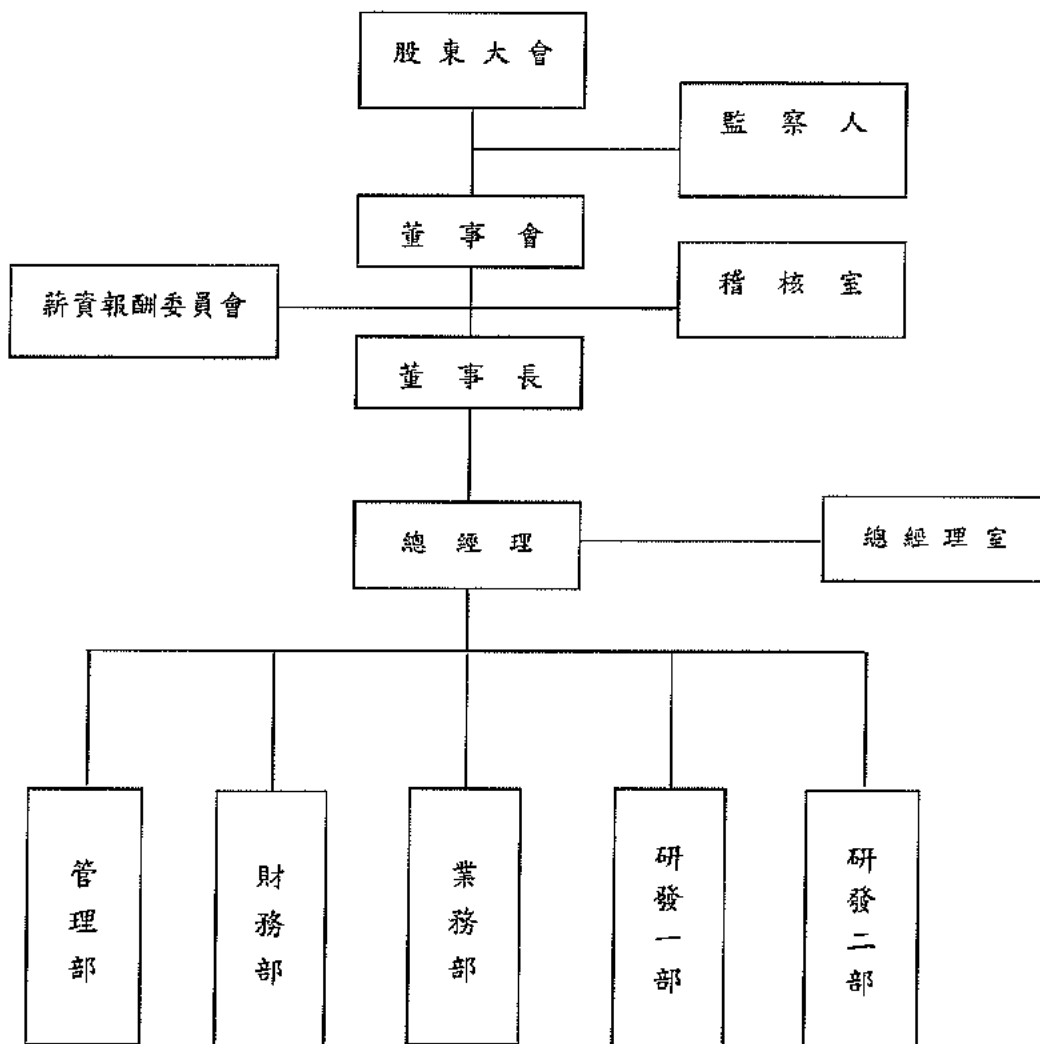 股東大會
監察人
董事會
薪資報酬委員會
稽核室
董事長
總經理
總經理室
管理部
財務部
業務部
研發一部
研發二部